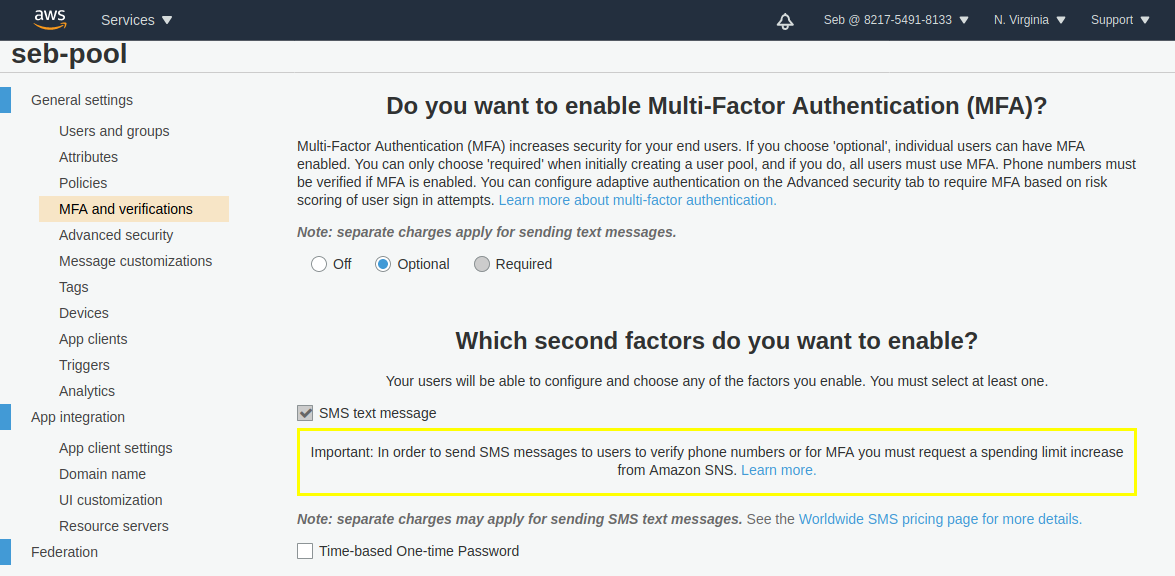 aws
Services
Seb @ 8217-5491-8133
N. Virginia
Support
seb-pool
General settings
Users and groups
Attributes
Policies
MFA and verifications
Advanced security
Message customizations
Tags
Devices
App clients
Triggers
Analytics
App integration
App client settings
Domain name
UI customization
Resource servers
Federation
Do you want to enable Multi-Factor Authentication (MFA)?
Multi-Factor Authentication (MFA) increases security for your end users. If you choose 'optional', individual users can have MFA
enabled. You can only choose 'required' when initially creating a user pool, and if you do, all users must use MFA. Phone numbers must
be verified if MFA is enabled. You can configure adaptive authentication on the Advanced security tab to require MFA based on risk
scoring of user sign in attempts. Learn more about multi-factor authentication.
Note: separate charges apply for sending text messages.
Off
Optional
Required
Which second factors do you want to enable?
Your users will be able to configure and choose any of the factors you enable. You must select at least one.
SMS text message
Important: In order to send SMS messages to users to verify phone numbers or for MFA you must request a spending limit increase
from Amazon SNS. Learn more.
Note: separate charges may apply for sending SMS text messages. See the Worldwide SMS pricing page for more details.
Time-based One-time Password